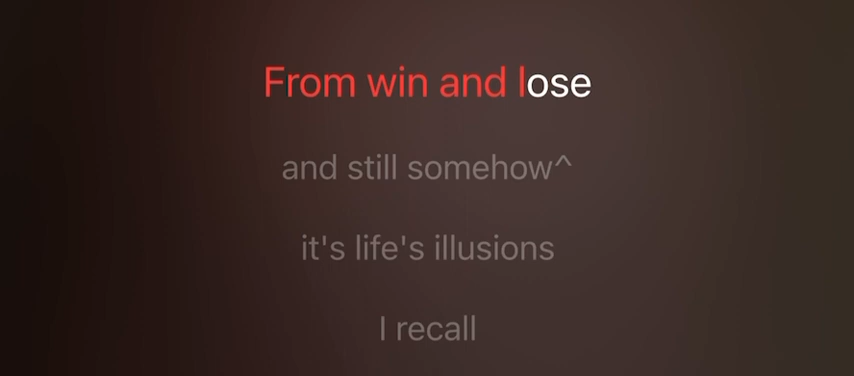 From win and lose
and still somehow^
it's life's illusions
I recall